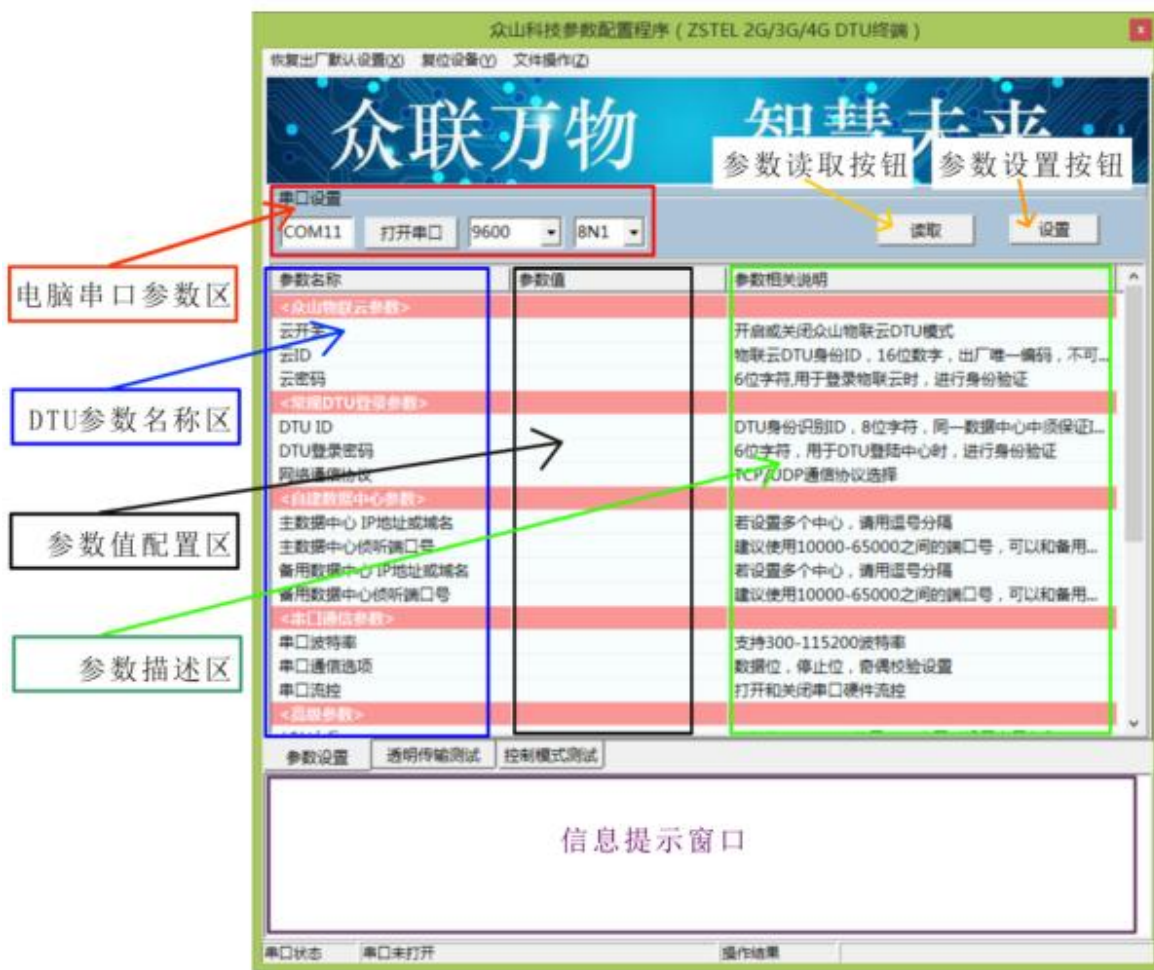 众山科技参数配置程序（ZSTEL 2G/3G/4G DTU终端）
恢复出厂默认设置(X) 复位设备(Y) 文件操作(Z)
众联万物 智慧未来
参数读取按钮 参数设置按钮
串口设置
COM11 打开串口 9600 8N1 读取 设置
电脑串口参数区
参数名称 参数值 参数相关说明
<众山物联云参数>
云开关 开启或关闭众山物联云DTU模式
云ID 物联云DTU身份ID，16位数字，出厂唯一编码，不可...
云密码 6位字符,用于登录物联云时，进行身份验证
<常规DTU登录参数>
DTU参数名称区
DTU ID DTU身份识别ID，8位字符，同一数据中心中须保证I...
DTU登录密码 6位字符，用于DTU登陆中心时，进行身份验证
网络通信协议 TCP/UDP通信协议选择
<自建数据中心参数>
主数据中心 IP地址或域名 若设置多个中心，请用逗号分隔
参数值配置区
主数据中心侦听端口号 建议使用10000-65000之间的端口号，可以和备用...
备用数据中心 IP地址或域名 若设置多个中心，请用逗号分隔
备用数据中心侦听端口号 建议使用10000-65000之间的端口号，可以和备用...
<串口通信参数>
串口波特率 支持300-115200波特率
参数描述区
串口通信选项 数据位，停止位，奇偶校验设置
串口流控 打开和关闭串口硬件流控
<高级参数>
参数设置 透明传输测试 控制模式测试
信息提示窗口
串口状态 串口未打开 操作结果